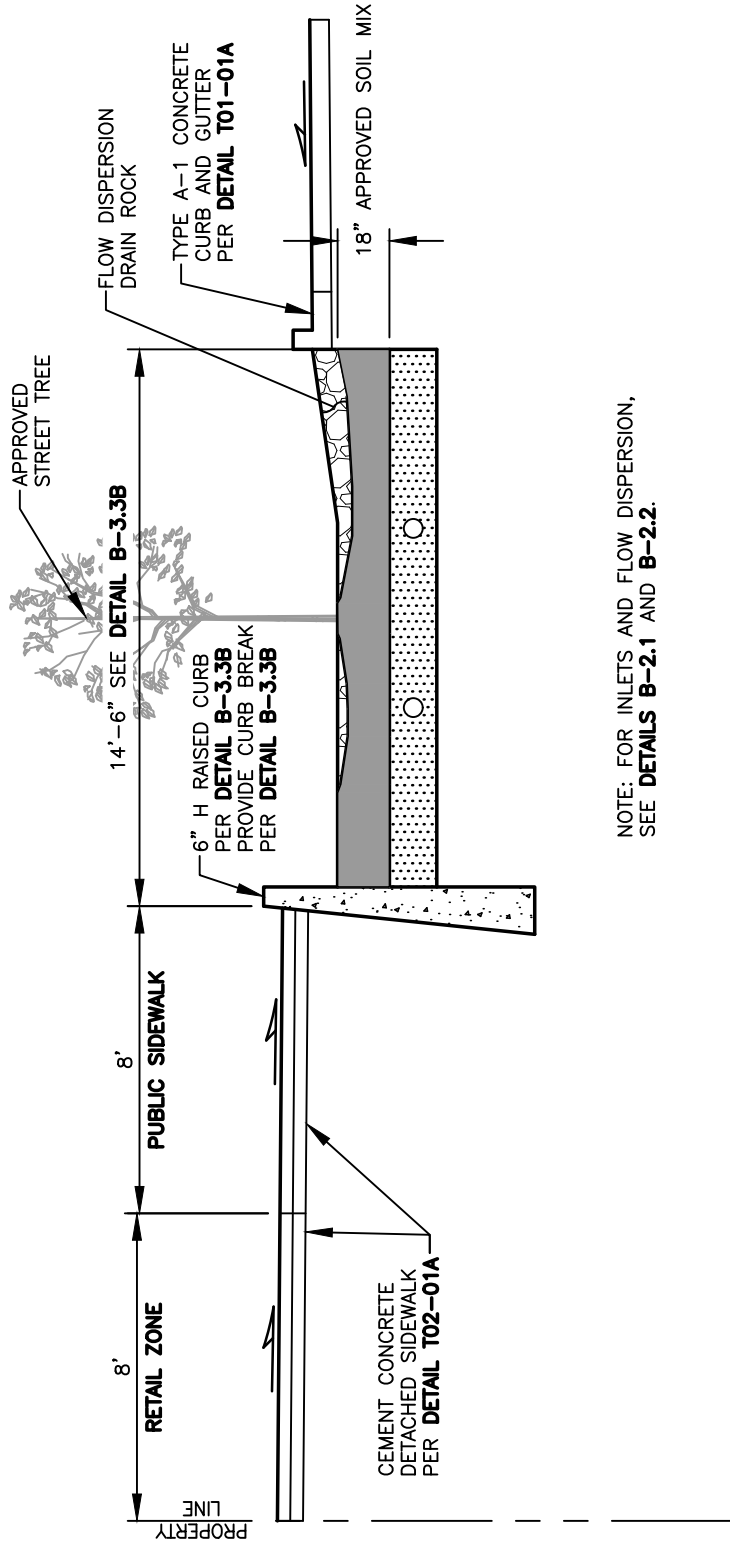 APPROVED
STREET TREE
FLOW DISPERSION
DRAIN ROCK
TYPE A-1 CONCRETE
CURB AND GUTTER
PER DETAIL T01-01A
14'-6" SEE DETAIL B-3.3B
8'
PUBLIC SIDEWALK
8'
RETAIL ZONE
PROPERTY
LINE
6" H RAISED CURB
PER DETAIL B-3.3B
PROVIDE CURB BREAK
PER DETAIL B-3.3B
18" APPROVED SOIL MIX
CEMENT CONCRETE
DETACHED SIDEWALK
PER DETAIL T02-01A
NOTE: FOR INLETS AND FLOW DISPERSION,
SEE DETAILS B-2.1 AND B-2.2.